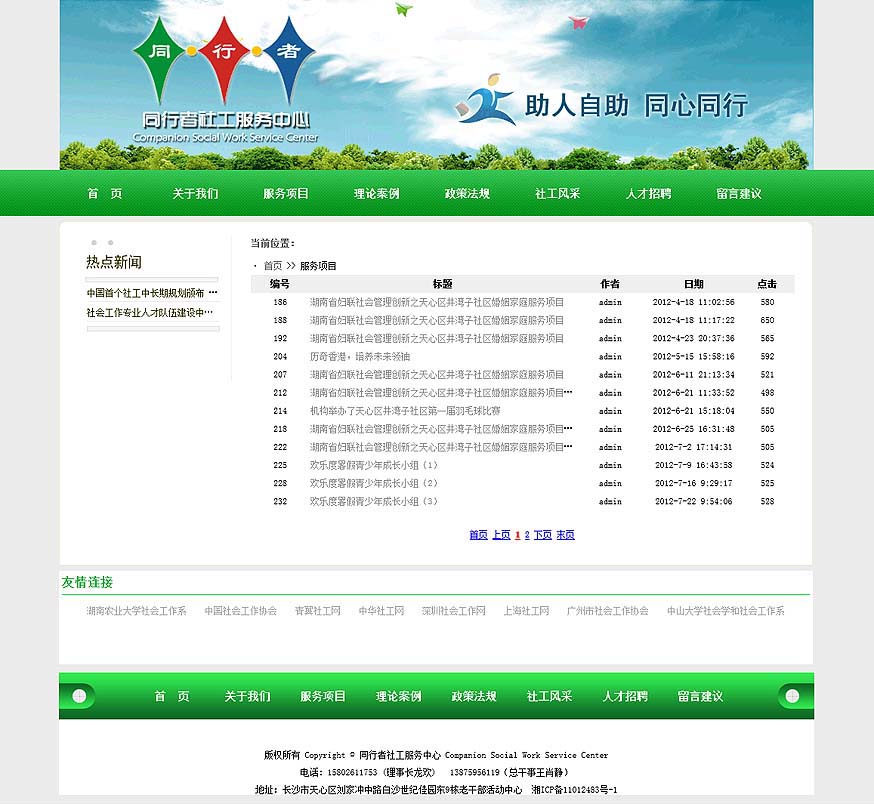 同 行 者
同行者社工服务中心
Companion Social Work Service Center
助人自助 同心同行
首 页 关于我们 服务项目 理论案例 政策法规 社工风采 人才招聘 留言建议
热点新闻
中国首个社工中长期规划颁布 …
社会工作专业人才队伍建设中…
当前位置：
· 首页 >> 服务项目
编号 标题 作者 日期 点击
186 湖南省妇联社会管理创新之天心区井湾子社区婚姻家庭服务项目 admin 2012-4-18 11:02:56 580
188 湖南省妇联社会管理创新之天心区井湾子社区婚姻家庭服务项目 admin 2012-4-18 11:17:22 650
192 湖南省妇联社会管理创新之天心区井湾子社区婚姻家庭服务项目 admin 2012-4-23 20:37:36 565
204 历奇香港，培养未来领袖 admin 2012-5-15 15:58:16 592
207 湖南省妇联社会管理创新之天心区井湾子社区婚姻家庭服务项目 admin 2012-6-11 21:13:34 521
212 湖南省妇联社会管理创新之天心区井湾子社区婚姻家庭服务项目… admin 2012-6-21 11:33:52 498
214 机构举办了天心区井湾子社区第一届羽毛球比赛 admin 2012-6-21 15:18:04 550
218 湖南省妇联社会管理创新之天心区井湾子社区婚姻家庭服务项目… admin 2012-6-25 16:31:48 505
222 湖南省妇联社会管理创新之天心区井湾子社区婚姻家庭服务项目… admin 2012-7-2 17:14:31 505
225 欢乐度暑假青少年成长小组（1） admin 2012-7-9 16:43:58 524
228 欢乐度暑假青少年成长小组（2） admin 2012-7-16 9:29:17 525
232 欢乐度暑假青少年成长小组（3） admin 2012-7-22 9:54:06 528
首页 上页 1 2 下页 末页
友情连接
湖南农业大学社会工作系 中国社会工作协会 青翼社工网 中华社工网 深圳社会工作网 上海社工网 广州市社会工作协会 中山大学社会学和社会工作系
首 页 关于我们 服务项目 理论案例 政策法规 社工风采 人才招聘 留言建议
版权所有 Copyright © 同行者社工服务中心 Companion Social Work Service Center
电话：15802611753 (理事长龙欢) 13875956119（总干事王肖静）
地址：长沙市天心区刘家冲中路白沙世纪佳园东9栋老干部活动中心 湘ICP备11012483号-1